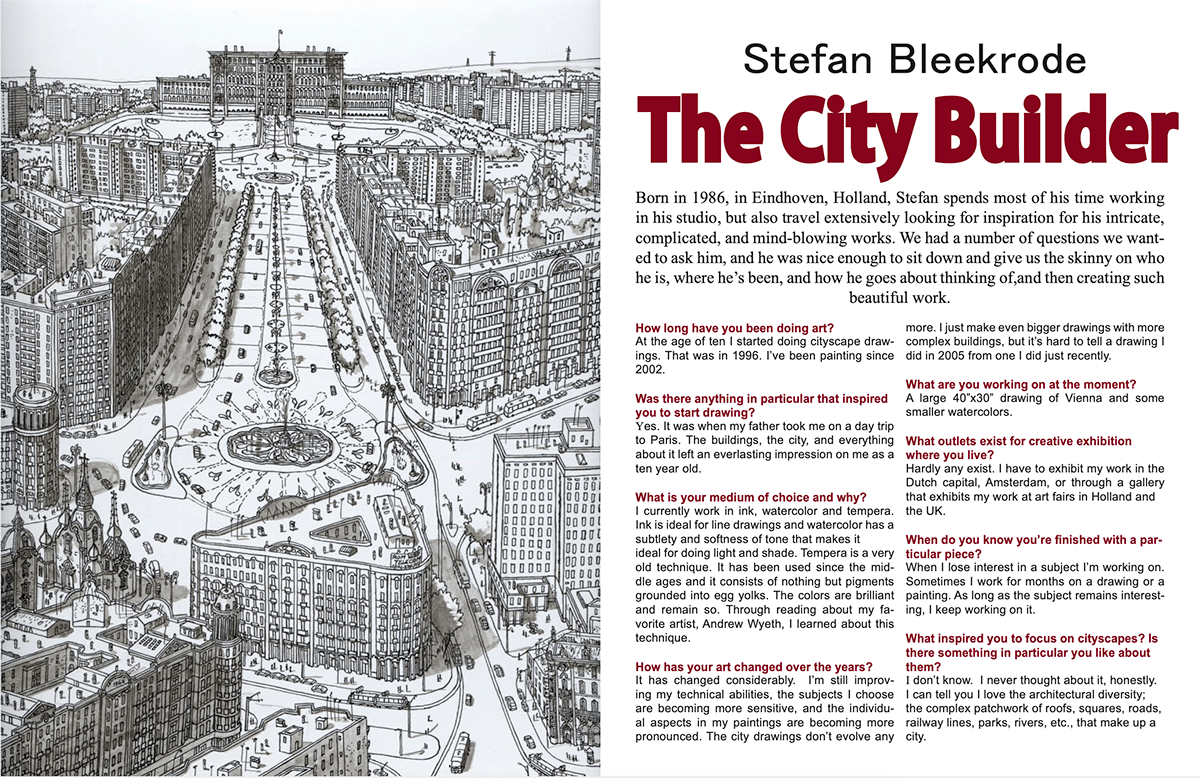 Stefan Bleekrode
The City Builder
Born in 1986, in Eindhoven, Holland, Stefan spends most of his time working
in his studio, but also travel extensively looking for inspiration for his intricate,
complicated, and mind-blowing works. We had a number of questions we want-
ed to ask him, and he was nice enough to sit down and give us the skinny on who
he is, where he's been, and how he goes about thinking of,and then creating such
beautiful work.
How long have you been doing art?
At the age of ten I started doing cityscape draw-
ings. That was in 1996. I've been painting since
2002.
Was there anything in particular that inspired
you to start drawing?
Yes. It was when my father took me on a day trip
to Paris. The buildings, the city, and everything
about it left an everlasting impression on me as a
ten year old.
What is your medium of choice and why?
I currently work in ink, watercolor and tempera.
Ink is ideal for line drawings and watercolor has a
subtlety and softness of tone that makes it
ideal for doing light and shade. Tempera is a very
old technique. It has been used since the mid-
dle ages and it consists of nothing but pigments
grounded into egg yolks. The colors are brilliant
and remain so. Through reading about my fa-
vorite artist, Andrew Wyeth, I learned about this
technique.
How has your art changed over the years?
It has changed considerably.  I'm still improv-
ing my technical abilities, the subjects I choose
are becoming more sensitive, and the individu-
al aspects in my paintings are becoming more
pronounced. The city drawings don't evolve any
more. I just make even bigger drawings with more
complex buildings, but it's hard to tell a drawing I
did in 2005 from one I did just recently.
What are you working on at the moment?
A large 40"x30" drawing of Vienna and some
smaller watercolors.
What outlets exist for creative exhibition
where you live?
Hardly any exist. I have to exhibit my work in the
Dutch capital, Amsterdam, or through a gallery
that exhibits my work at art fairs in Holland and
the UK.
When do you know you're finished with a par-
ticular piece?
When I lose interest in a subject I'm working on.
Sometimes I work for months on a drawing or a
painting. As long as the subject remains interest-
ing, I keep working on it.
What inspired you to focus on cityscapes? Is
there something in particular you like about
them?
I don't know.  I never thought about it, honestly.
I can tell you I love the architectural diversity;
the complex patchwork of roofs, squares, roads,
railway lines, parks, rivers, etc., that make up a
city.